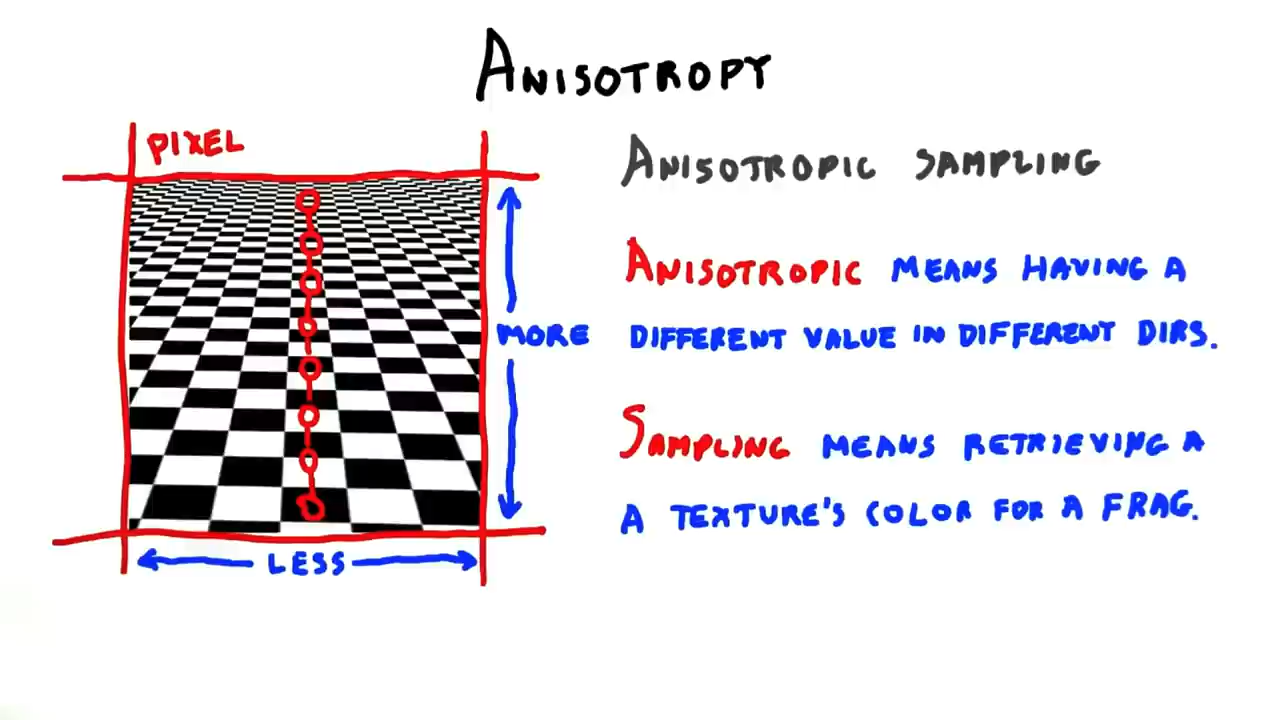 ANISOTROPY
PIXEL
MORE
LESS
ANISOTROPIC SAMPLING
ANISOTROPIC MEANS HAVING A
DIFFERENT VALUE IN DIFFERENT DIRS.
SAMPLING MEANS RETRIEVING A
A TEXTURE'S COLOR FOR A FRAG.